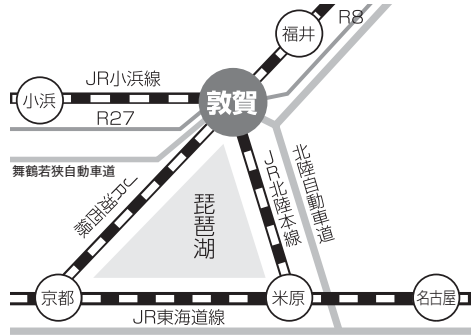 R8
福井
JR小浜線
小浜
敦賀
R27
舞鶴若狭自動車道
JR湖西線
琵琶湖
JR北陸本線
北陸自動車道
京都
米原
名古屋
JR東海道線